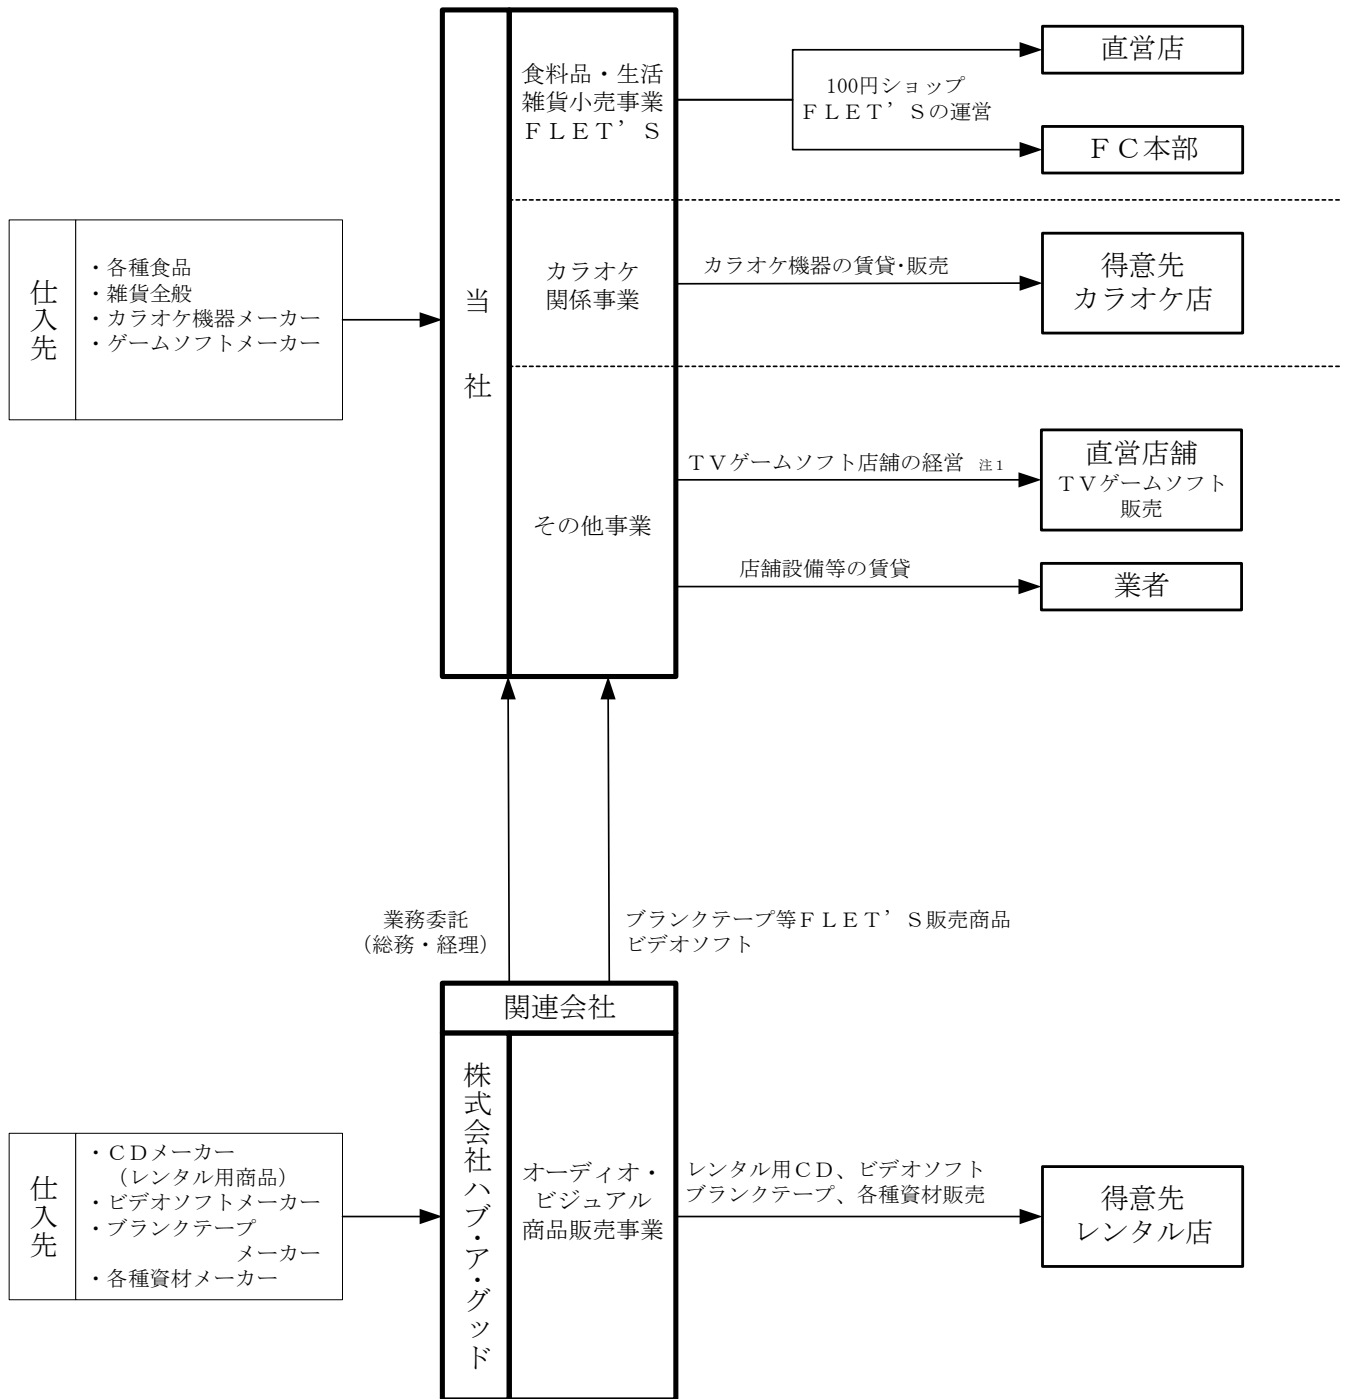 直営店
食料品・生活
雑貨小売事業
ＦＬＥＴ’Ｓ
100円ショップ
ＦＬＥＴ’Ｓの運営
ＦＣ本部
仕入先
・各種食品
・雑貨全般
・カラオケ機器メーカー
・ゲームソフトメーカー
当社
カラオケ
関係事業
カラオケ機器の賃貸・販売
得意先
カラオケ店
その他事業
ＴＶゲームソフト店舗の経営 注１
直営店舗
ＴＶゲームソフト
販売
店舗設備等の賃貸
業者
業務委託
（総務・経理）
ブランクテープ等ＦＬＥＴ’Ｓ販売商品
ビデオソフト
関連会社
仕入先
・ＣＤメーカー
（レンタル用商品）
・ビデオソフトメーカー
・ブランクテープ
メーカー
・各種資材メーカー
株式会社ハブ・ア・グッド
オーディオ・
ビジュアル
商品販売事業
レンタル用ＣＤ、ビデオソフト
ブランクテープ、各種資材販売
得意先
レンタル店